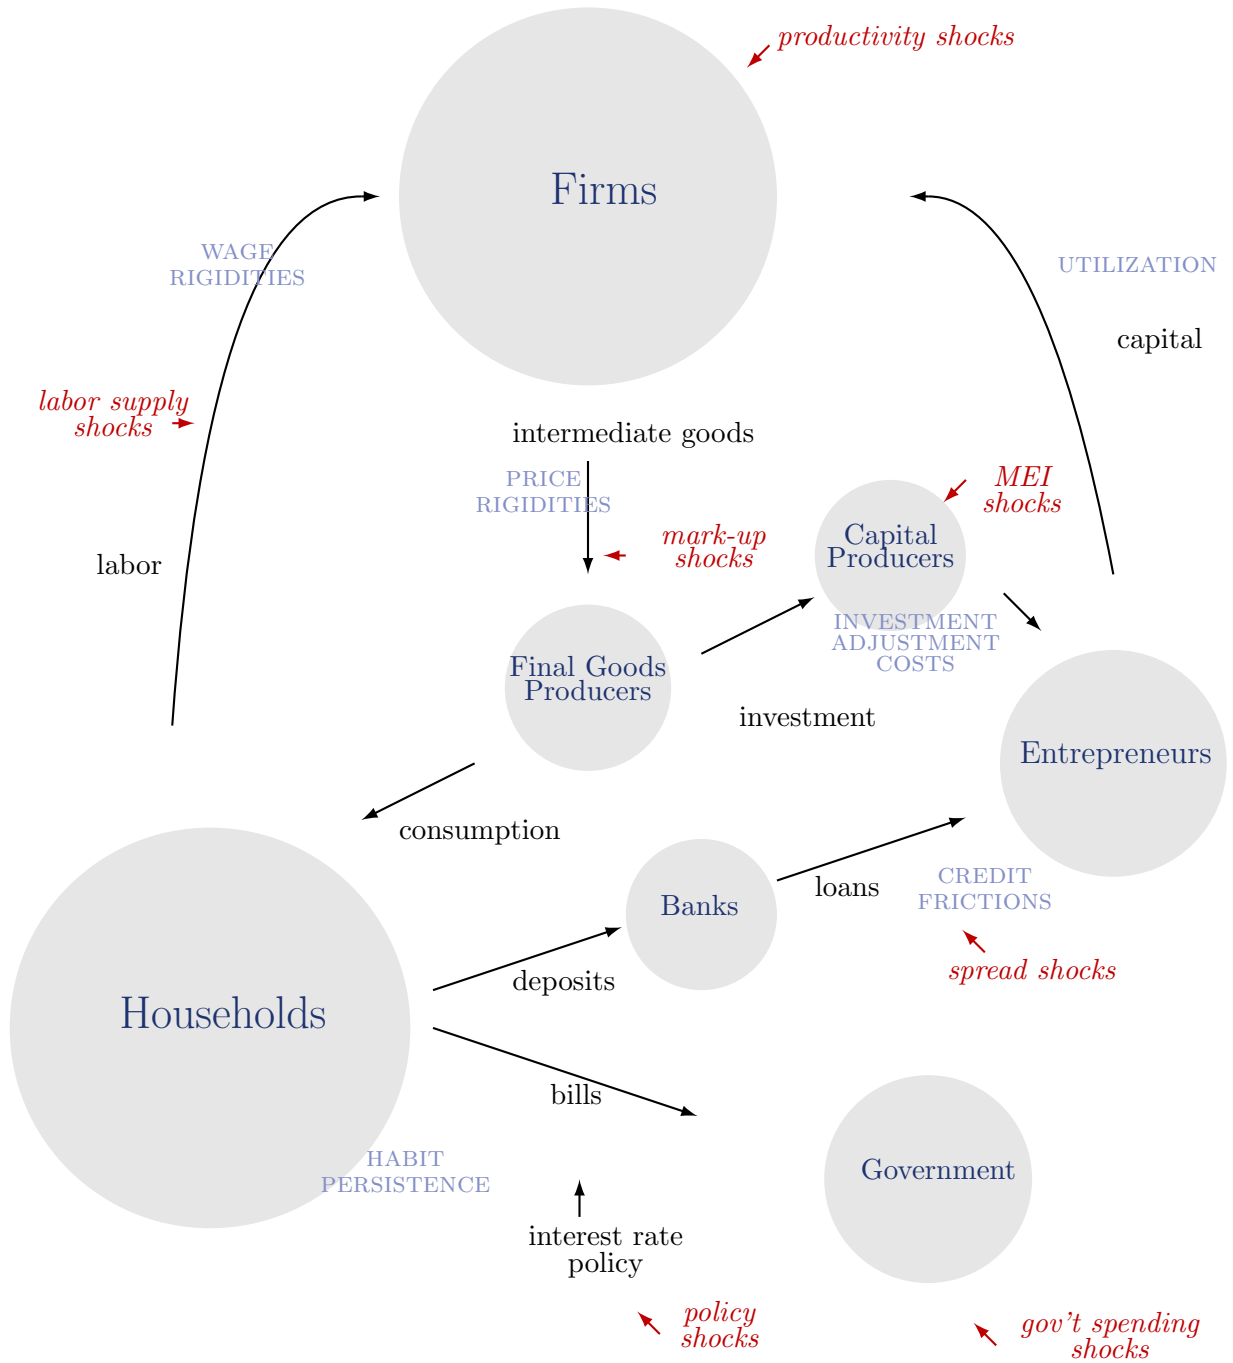 productivity shocks
Firms
WAGE
RIGIDITIES
UTILIZATION
capital
labor supply
shocks
intermediate goods
PRICE
RIGIDITIES
MEI
shocks
mark-up
shocks
Capital
Producers
labor
INVESTMENT
ADJUSTMENT
COSTS
Final Goods
Producers
investment
Entrepreneurs
consumption
loans
CREDIT
FRICTIONS
Banks
spread shocks
deposits
Households
bills
HABIT
PERSISTENCE
Government
interest rate
policy
policy
shocks
gov't spending
shocks